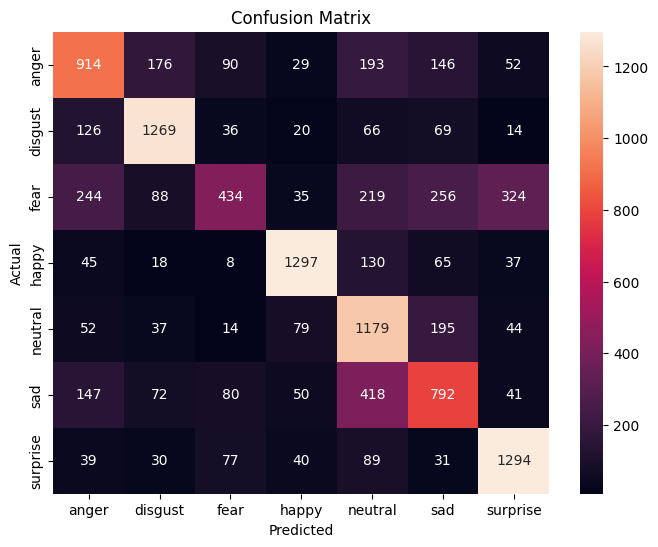 Confusion Matrix
anger 914 176 90 29 193 146 52
disgust 126 1269 36 20 66 69 14
fear 244 88 434 35 219 256 324
happy 45 18 8 1297 130 65 37
neutral 52 37 14 79 1179 195 44
sad 147 72 80 50 418 792 41
surprise 39 30 77 40 89 31 1294
anger disgust fear happy neutral sad surprise
Actual
Predicted
1200
1000
800
600
400
200